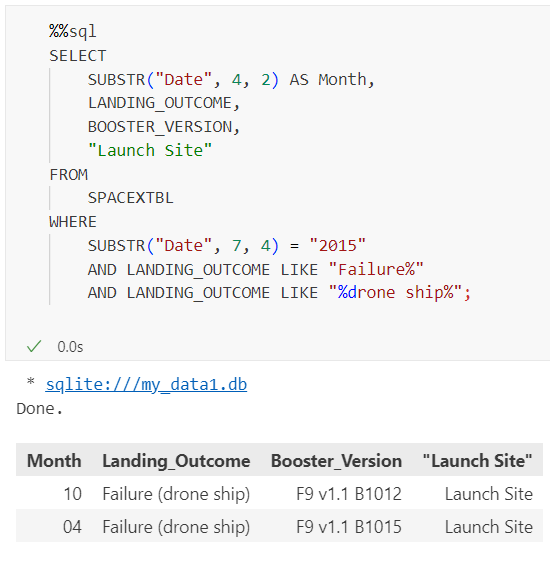 %%sql
SELECT
SUBSTR("Date", 4, 2) AS Month,
LANDING_OUTCOME,
BOOSTER_VERSION,
"Launch Site"
FROM
SPACEXTBL
WHERE
SUBSTR("Date", 7, 4) = "2015"
AND LANDING_OUTCOME LIKE "Failure%"
AND LANDING_OUTCOME LIKE "%drone ship%";
0.0s
* sqlite:///my_data1.db
Done.
Month Landing_Outcome Booster_Version "Launch Site"
10 Failure (drone ship) F9 v1.1 B1012 Launch Site
04 Failure (drone ship) F9 v1.1 B1015 Launch Site